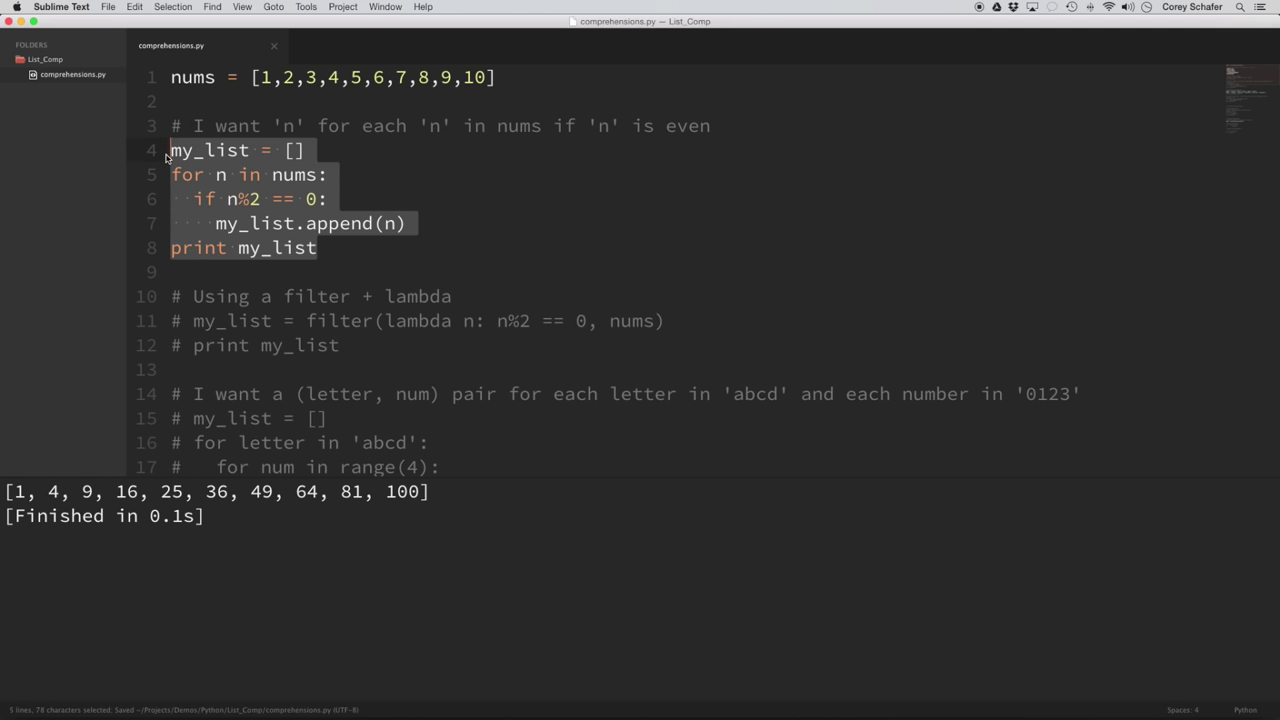 Sublime Text File Edit Selection Find View Goto Tools Project Window Help Corey Schafer
comprehensions.py — List_Comp
FOLDERS
List_Comp
comprehensions.py
comprehensions.py
1 nums = [1,2,3,4,5,6,7,8,9,10]
2
3 # I want 'n' for each 'n' in nums if 'n' is even
4 my_list = []
5 for n in nums:
6 if n%2 == 0:
7 my_list.append(n)
8 print my_list
9
10 # Using a filter + lambda
11 # my_list = filter(lambda n: n%2 == 0, nums)
12 # print my_list
13
14 # I want a (letter, num) pair for each letter in 'abcd' and each number in '0123'
15 # my_list = []
16 # for letter in 'abcd':
17 # for num in range(4):
[1, 4, 9, 16, 25, 36, 49, 64, 81, 100]
[Finished in 0.1s]
5 lines, 78 characters selected, Saved ~/Projects/Demos/Python/List_Comp/comprehensions.py (UTF-8) Spaces: 4 Python